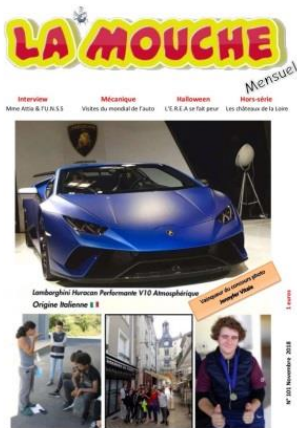 LA MOUCHE
Mensuel
Interview
Mme Attia & l'U.N.S.S
Mécanique
Visites du mondial de l'auto
Halloween
L'E.R.E.A se fait peur
Hors-série
Les châteaux de la Loire
Lamborghini Huracan Performante V10 Atmosphérique
Origine Italienne
Vainqueur du concours photo
Jennyfer Vitale
N° 101 Novembre 2018
1 euros